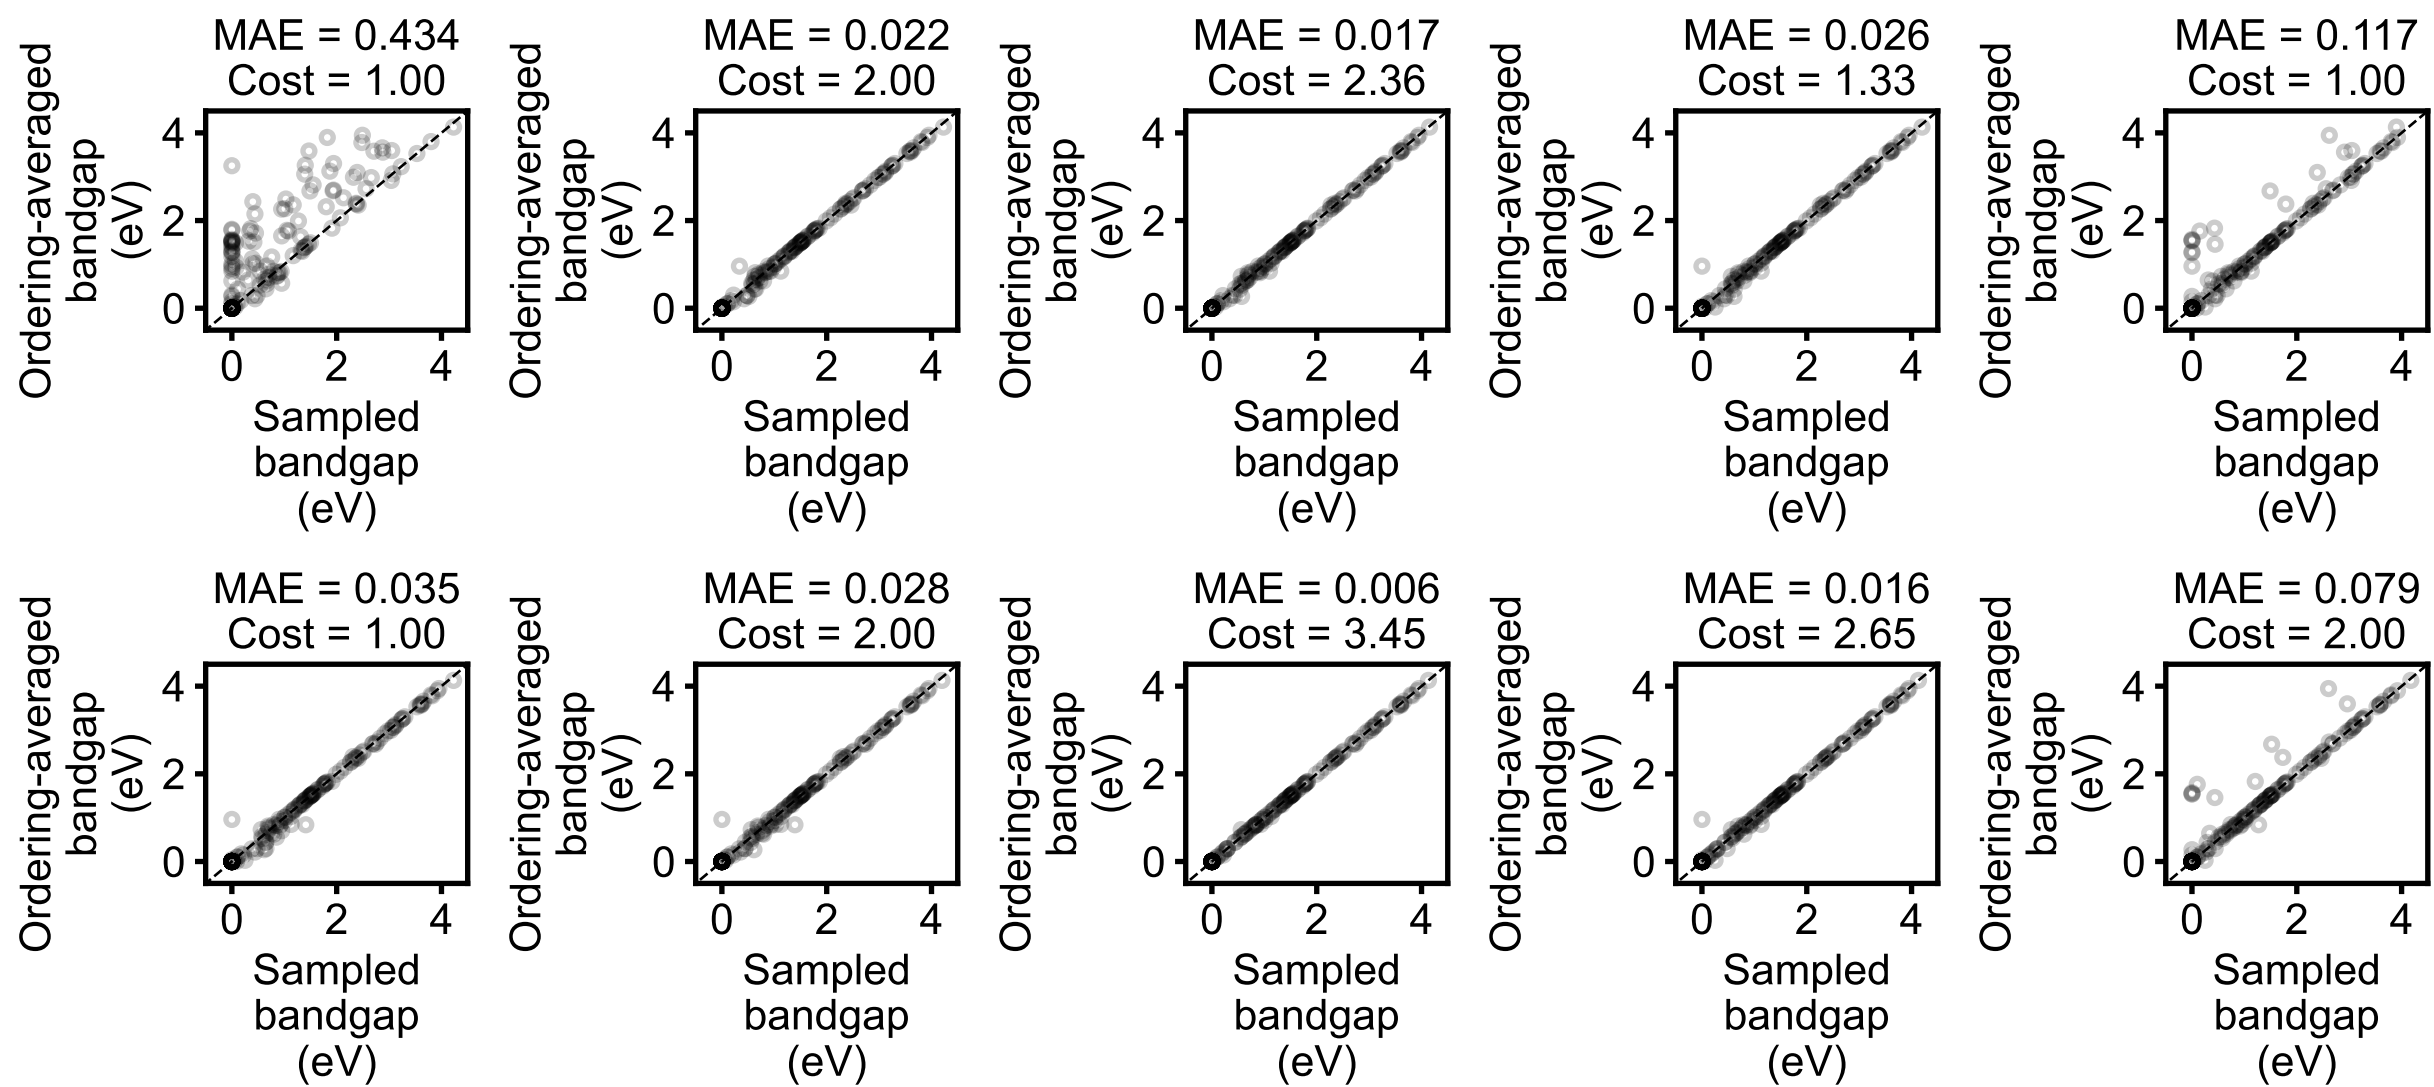 MAE = 0.434
Cost = 1.00
Ordering-averaged
bandgap
(eV)
4
2
0
0 2 4
Sampled
bandgap
(eV)
MAE = 0.022
Cost = 2.00
Ordering-averaged
bandgap
(eV)
4
2
0
0 2 4
Sampled
bandgap
(eV)
MAE = 0.017
Cost = 2.36
Ordering-averaged
bandgap
(eV)
4
2
0
0 2 4
Sampled
bandgap
(eV)
MAE = 0.026
Cost = 1.33
Ordering-averaged
bandgap
(eV)
4
2
0
0 2 4
Sampled
bandgap
(eV)
MAE = 0.117
Cost = 1.00
Ordering-averaged
bandgap
(eV)
4
2
0
0 2 4
Sampled
bandgap
(eV)
MAE = 0.035
Cost = 1.00
Ordering-averaged
bandgap
(eV)
4
2
0
0 2 4
Sampled
bandgap
(eV)
MAE = 0.028
Cost = 2.00
Ordering-averaged
bandgap
(eV)
4
2
0
0 2 4
Sampled
bandgap
(eV)
MAE = 0.006
Cost = 3.45
Ordering-averaged
bandgap
(eV)
4
2
0
0 2 4
Sampled
bandgap
(eV)
MAE = 0.016
Cost = 2.65
Ordering-averaged
bandgap
(eV)
4
2
0
0 2 4
Sampled
bandgap
(eV)
MAE = 0.079
Cost = 2.00
Ordering-averaged
bandgap
(eV)
4
2
0
0 2 4
Sampled
bandgap
(eV)